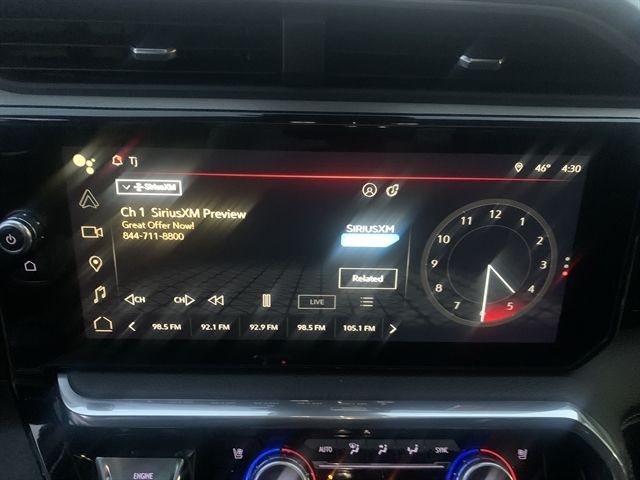 Tj
46° 4:30
SiriusXM
Ch 1 SiriusXM Preview
Great Offer Now!
844-711-8800
SIRIUSXM
Related
CH CH LIVE
98.5 FM 92.1 FM 92.9 FM 98.5 FM 105.1 FM
12
11 1
10 2
9 3
8 4
7 5
6
AUTO SYNC
ENGINE